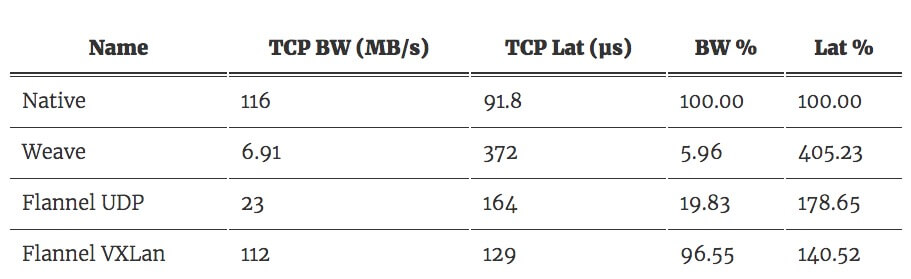 Name TCP BW (MB/s) TCP Lat (µs) BW % Lat %
Native 116 91.8 100.00 100.00
Weave 6.91 372 5.96 405.23
Flannel UDP 23 164 19.83 178.65
Flannel VXLan 112 129 96.55 140.52